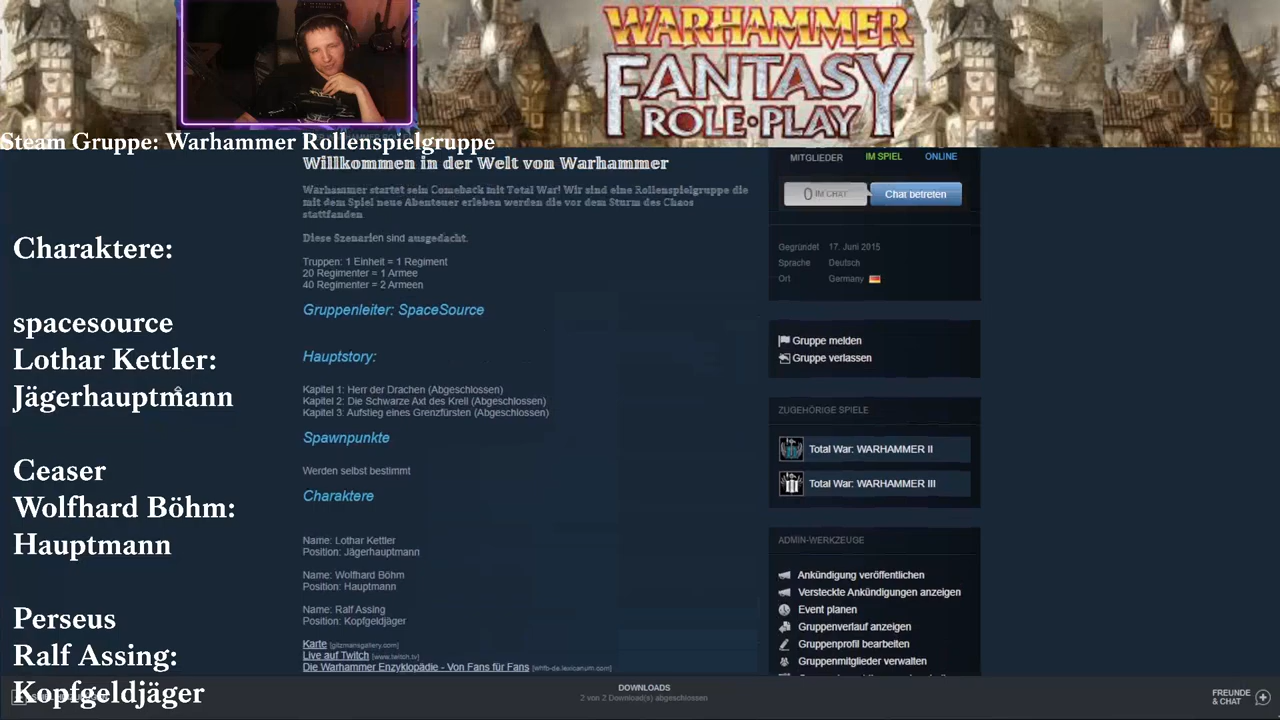 WARHAMMER
FANTASY
ROLE-PLAY
Steam Gruppe: Warhammer Rollenspielgruppe
Charaktere:
spacesource
Lothar Kettler:
Jägerhauptmann
Ceaser
Wolfhard Böhm:
Hauptmann
Perseus
Ralf Assing:
Kopfgeldjäger
Willkommen in der Welt von Warhammer
Warhammer startet sein Comeback mit Total War! Wir sind eine Rollenspielgruppe die
mit dem Spiel neue Abenteuer erleben werden die vor dem Sturm des Chaos
stattfanden
Diese Szenarien sind ausgedacht.
Truppen: 1 Einheit = 1 Regiment
20 Regimenter = 1 Armee
40 Regimenter = 2 Armeen
Gruppenleiter: SpaceSource
Hauptstory:
Kapitel 1: Herr der Drachen (Abgeschlossen)
Kapitel 2: Die Schwarze Axt des Krell (Abgeschlossen)
Kapitel 3: Aufstieg eines Grenzfürsten (Abgeschlossen)
Spawnpunkte
Werden selbst bestimmt
Charaktere
Name: Lothar Kettler
Position: Jägerhauptmann
Name: Wolfhard Böhm
Position: Hauptmann
Name: Ralf Assing
Position: Kopfgeldjäger
Karte [gitzmansgallery.com]
Live auf Twitch [www.twitch.tv]
Die Warhammer Enzyklopädie - Von Fans für Fans [whfb-de.lexicanum.com]
MITGLIEDER IM SPIEL ONLINE
0 IM CHAT Chat betreten
Gegründet 17. Juni 2015
Sprache Deutsch
Ort Germany
Gruppe melden
Gruppe verlassen
ZUGEHÖRIGE SPIELE
Total War: WARHAMMER II
Total War: WARHAMMER III
ADMIN-WERKZEUGE
Ankündigung veröffentlichen
Versteckte Ankündigungen anzeigen
Event planen
Gruppenverlauf anzeigen
Gruppenprofil bearbeiten
Gruppenmitglieder verwalten
DOWNLOADS
2 von 2 Download(s) abgeschlossen
FREUNDE
& CHAT